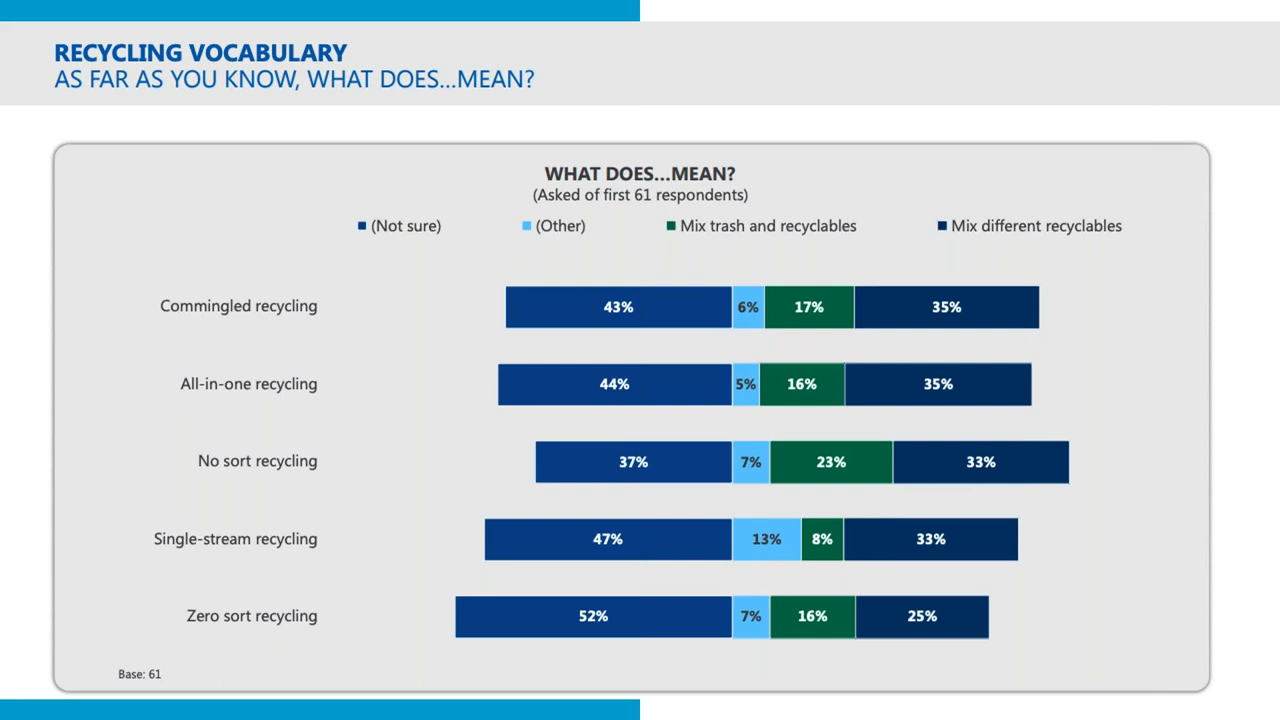 RECYCLING VOCABULARY
AS FAR AS YOU KNOW, WHAT DOES...MEAN?
WHAT DOES...MEAN?
(Asked of first 61 respondents)
(Not sure) (Other) Mix trash and recyclables Mix different recyclables
Commingled recycling 43% 6% 17% 35%
All-in-one recycling 44% 5% 16% 35%
No sort recycling 37% 7% 23% 33%
Single-stream recycling 47% 13% 8% 33%
Zero sort recycling 52% 7% 16% 25%
Base: 61